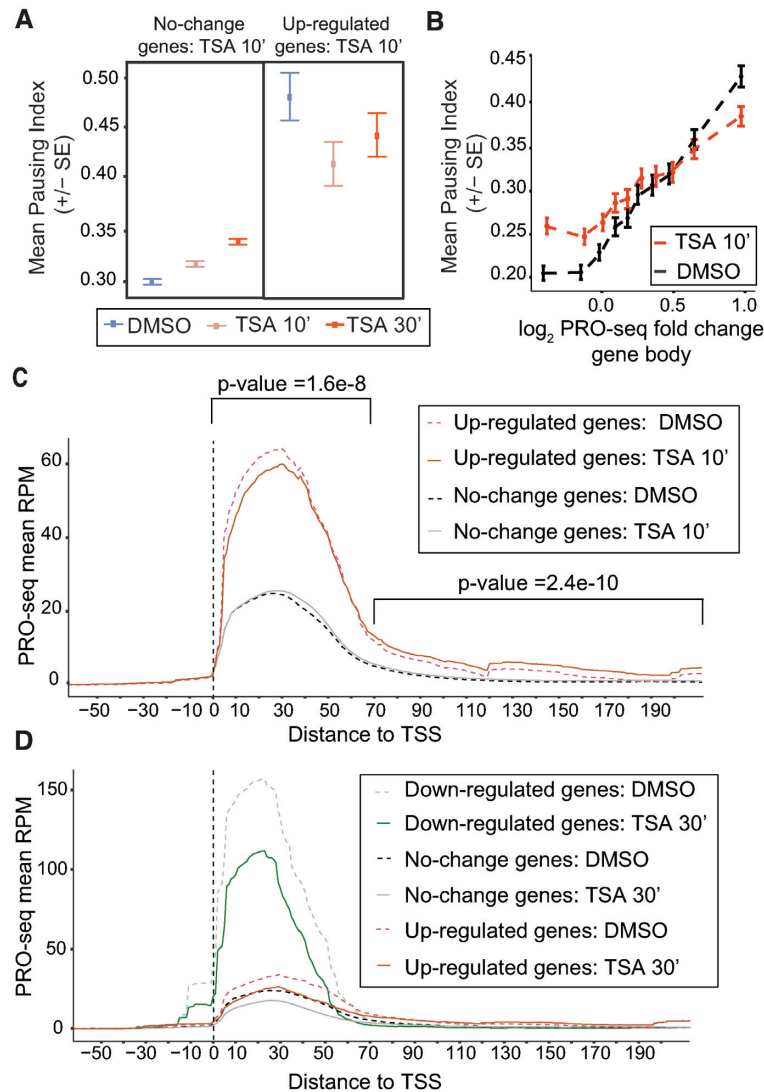 A
No-change
genes: TSA 10'
Up-regulated
genes: TSA 10'
Mean Pausing Index
(+/− SE)
0.50
0.45
0.40
0.35
0.30
DMSO
TSA 10'
TSA 30'
B
Mean Pausing Index
(+/− SE)
0.45
0.40
0.35
0.30
0.25
0.20
TSA 10'
DMSO
0.0
0.5
1.0
log2 PRO-seq fold change
gene body
C
p-value =1.6e-8
Up-regulated genes: DMSO
Up-regulated genes: TSA 10'
No-change genes: DMSO
No-change genes: TSA 10'
p-value =2.4e-10
PRO-seq mean RPM
60
40
20
0
−50 −30 −10 0 10 30 50 70 90 110 130 150 170 190
Distance to TSS
D
Down-regulated genes: DMSO
Down-regulated genes: TSA 30'
No-change genes: DMSO
No-change genes: TSA 30'
Up-regulated genes: DMSO
Up-regulated genes: TSA 30'
PRO-seq mean RPM
150
100
50
0
−50 −30 −10 0 10 30 50 70 90 110 130 150 170 190
Distance to TSS